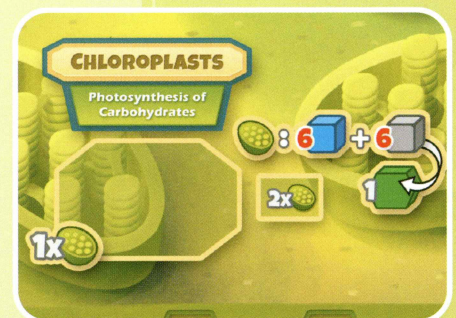 CHLOROPLASTS
Photosynthesis of
Carbohydrates
: 6 + 6
1
2x
1x